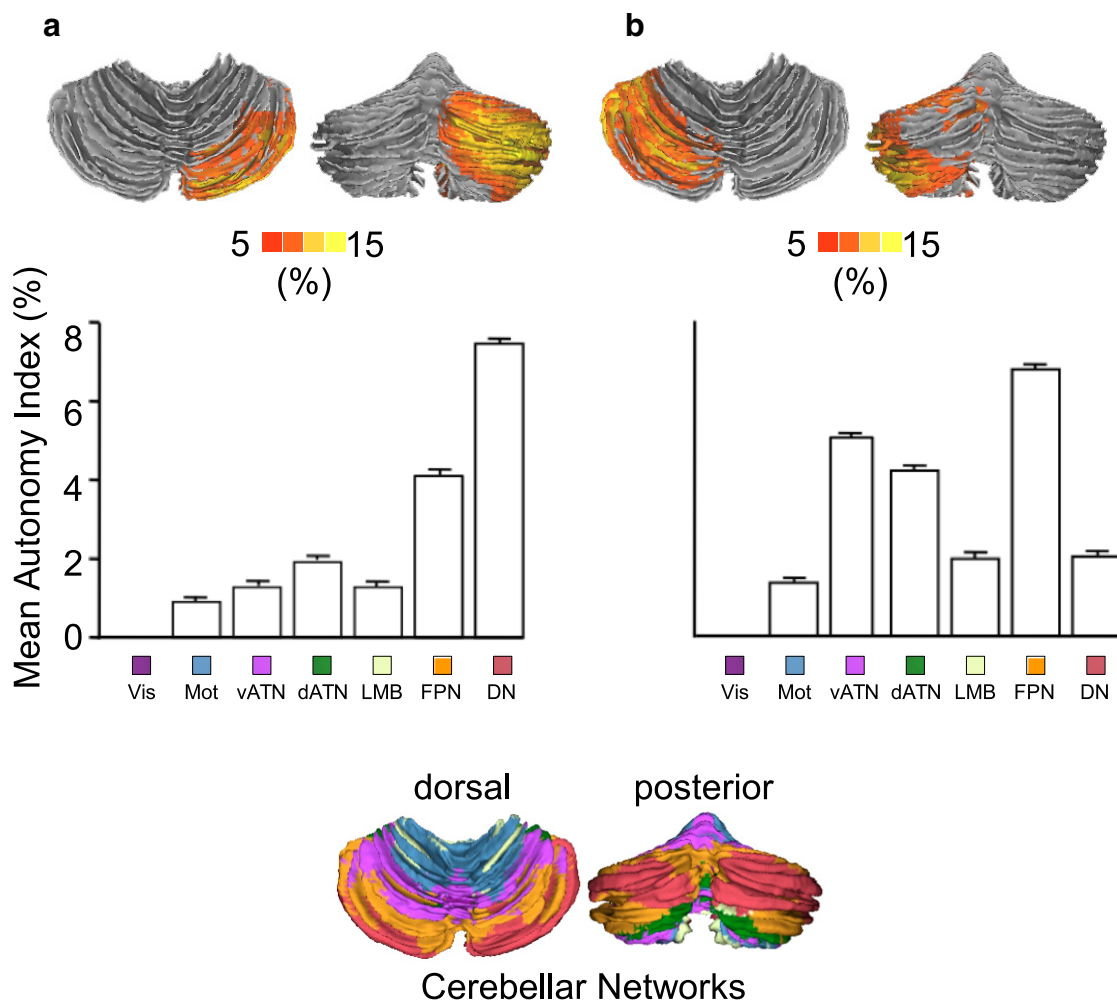 a b
5 15 5 15
(%) (%)
Mean Autonomy Index (%)
8
6
4
2
0
Vis Mot vATN dATN LMB FPN DN Vis Mot vATN dATN LMB FPN DN
dorsal posterior
Cerebellar Networks